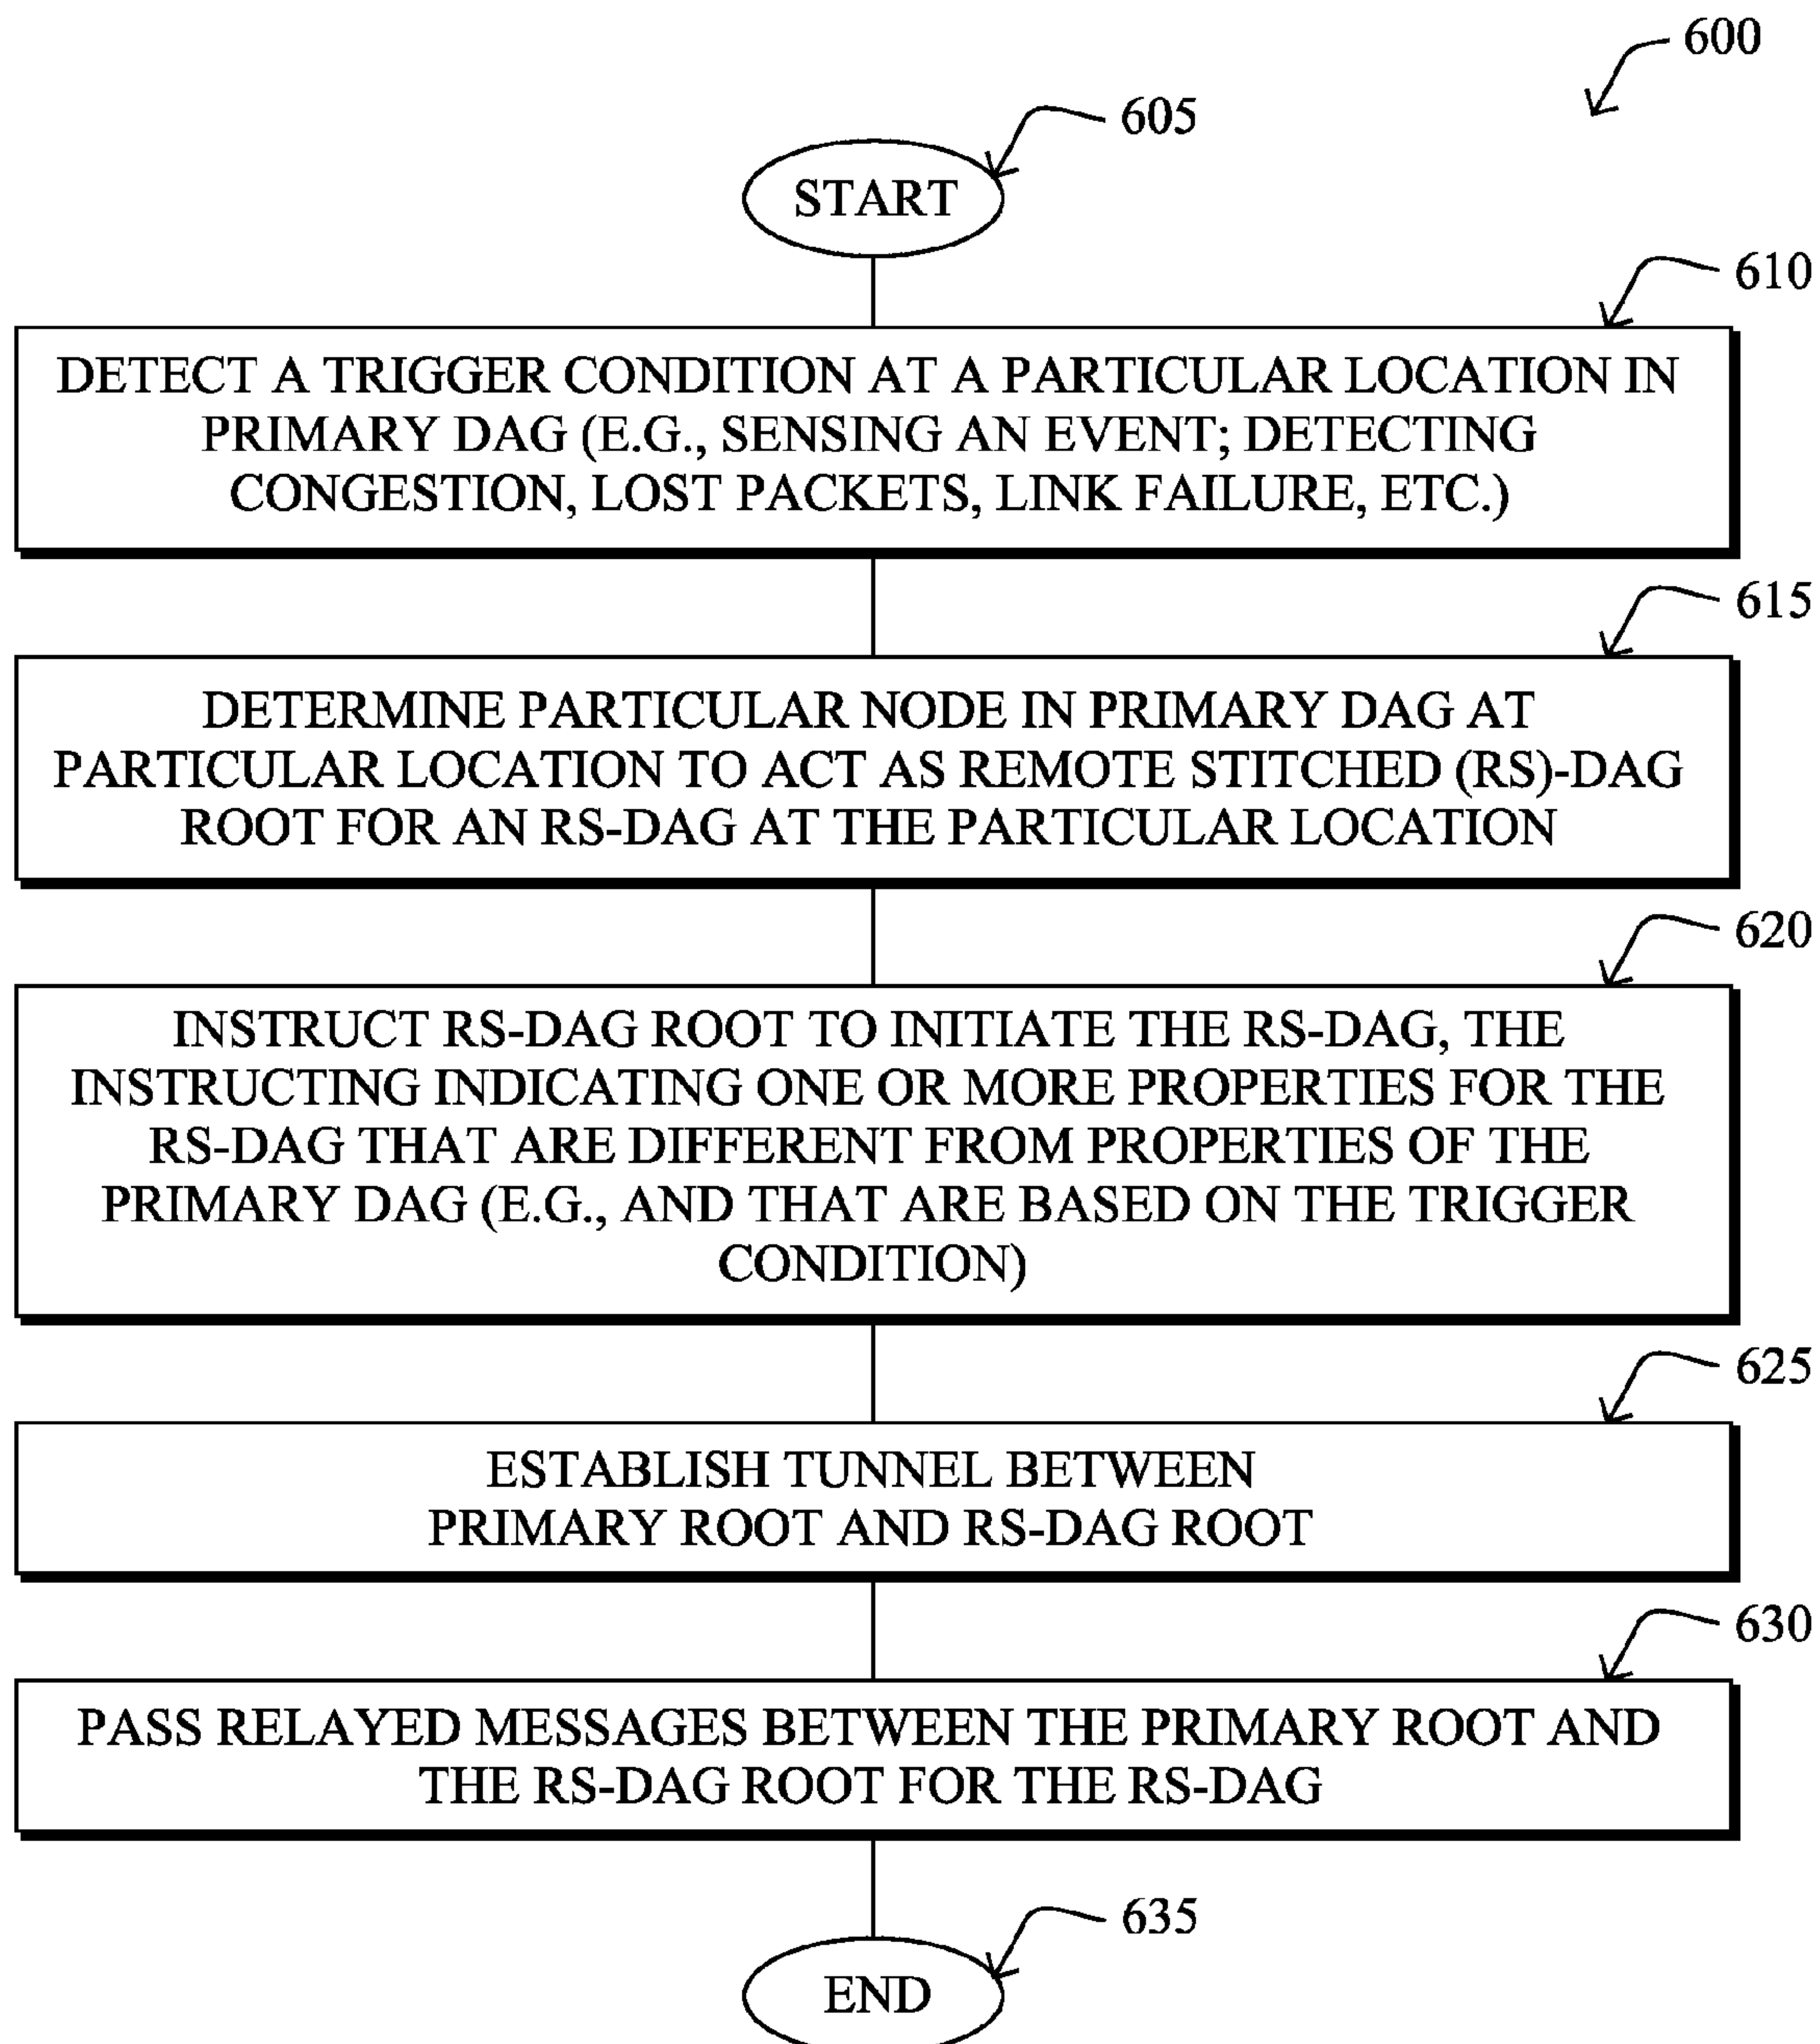 600
605
START
610
DETECT A TRIGGER CONDITION AT A PARTICULAR LOCATION IN
PRIMARY DAG (E.G., SENSING AN EVENT; DETECTING
CONGESTION, LOST PACKETS, LINK FAILURE, ETC.)
615
DETERMINE PARTICULAR NODE IN PRIMARY DAG AT
PARTICULAR LOCATION TO ACT AS REMOTE STITCHED (RS)-DAG
ROOT FOR AN RS-DAG AT THE PARTICULAR LOCATION
620
INSTRUCT RS-DAG ROOT TO INITIATE THE RS-DAG, THE
INSTRUCTING INDICATING ONE OR MORE PROPERTIES FOR THE
RS-DAG THAT ARE DIFFERENT FROM PROPERTIES OF THE
PRIMARY DAG (E.G., AND THAT ARE BASED ON THE TRIGGER
CONDITION)
625
ESTABLISH TUNNEL BETWEEN
PRIMARY ROOT AND RS-DAG ROOT
630
PASS RELAYED MESSAGES BETWEEN THE PRIMARY ROOT AND
THE RS-DAG ROOT FOR THE RS-DAG
635
END